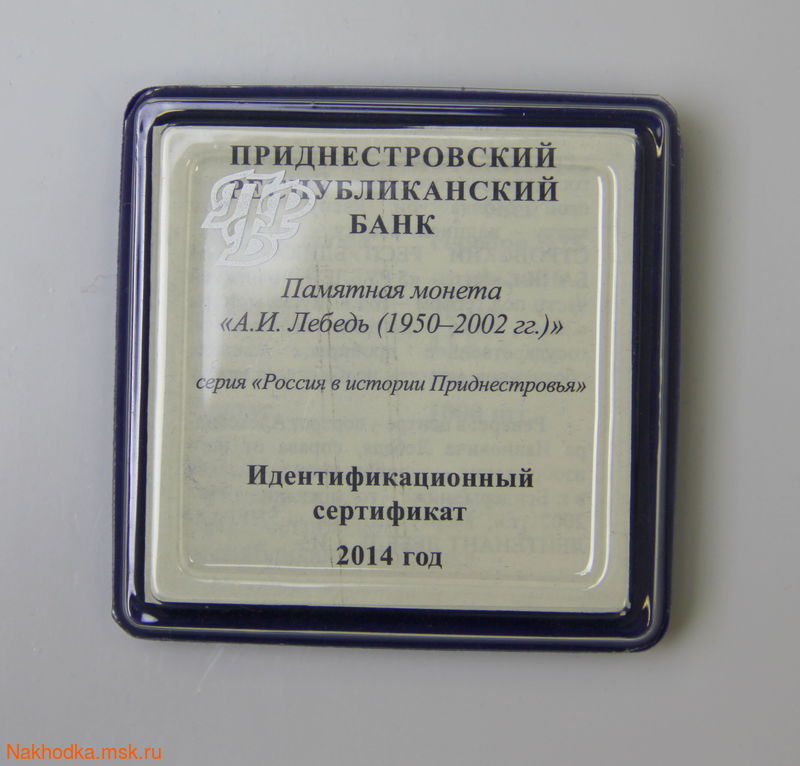 ПРИДНЕСТРОВСКИЙ
РЕСПУБЛИКАНСКИЙ
БАНК
ПРБ
Памятная монета
«А.И. Лебедь (1950–2002 гг.)»
серия «Россия в истории Приднестровья»
Идентификационный
сертификат
2014 год
Nakhodka.msk.ru